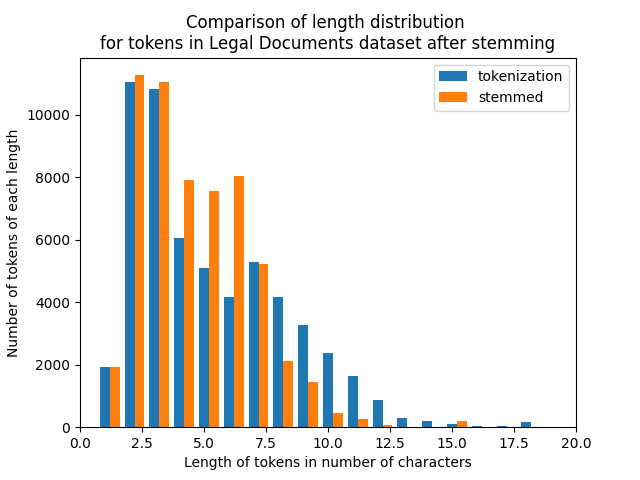 Comparison of length distribution
for tokens in Legal Documents dataset after stemming
tokenization
stemmed
Number of tokens of each length
10000
8000
6000
4000
2000
0
0.0 2.5 5.0 7.5 10.0 12.5 15.0 17.5 20.0
Length of tokens in number of characters